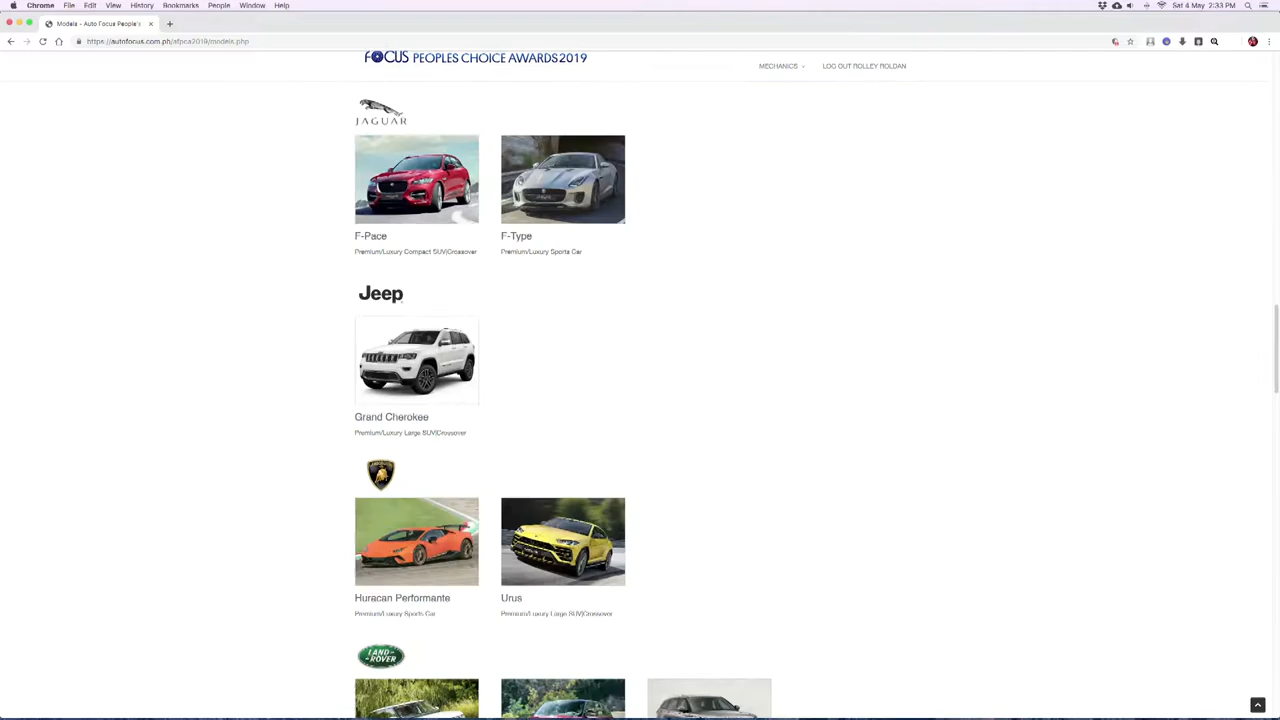 Chrome File Edit View History Bookmarks People Window Help Sat 4 May 2:33 PM
Models - Auto Focus People's
https://autofocus.com.ph/afpca2019/models.php
FOCUS PEOPLES CHOICE AWARDS 2019
MECHANICS LOG OUT ROLLEY ROLDAN
JAGUAR
F-Pace F-Type
Premium/Luxury Compact SUV|Crossover Premium/Luxury Sports Car
Jeep
Grand Cherokee
Premium/Luxury Large SUV|Crossover
Huracan Performante Urus
Premium/Luxury Sports Car Premium/Luxury Large SUV|Crossover
LAND ROVER